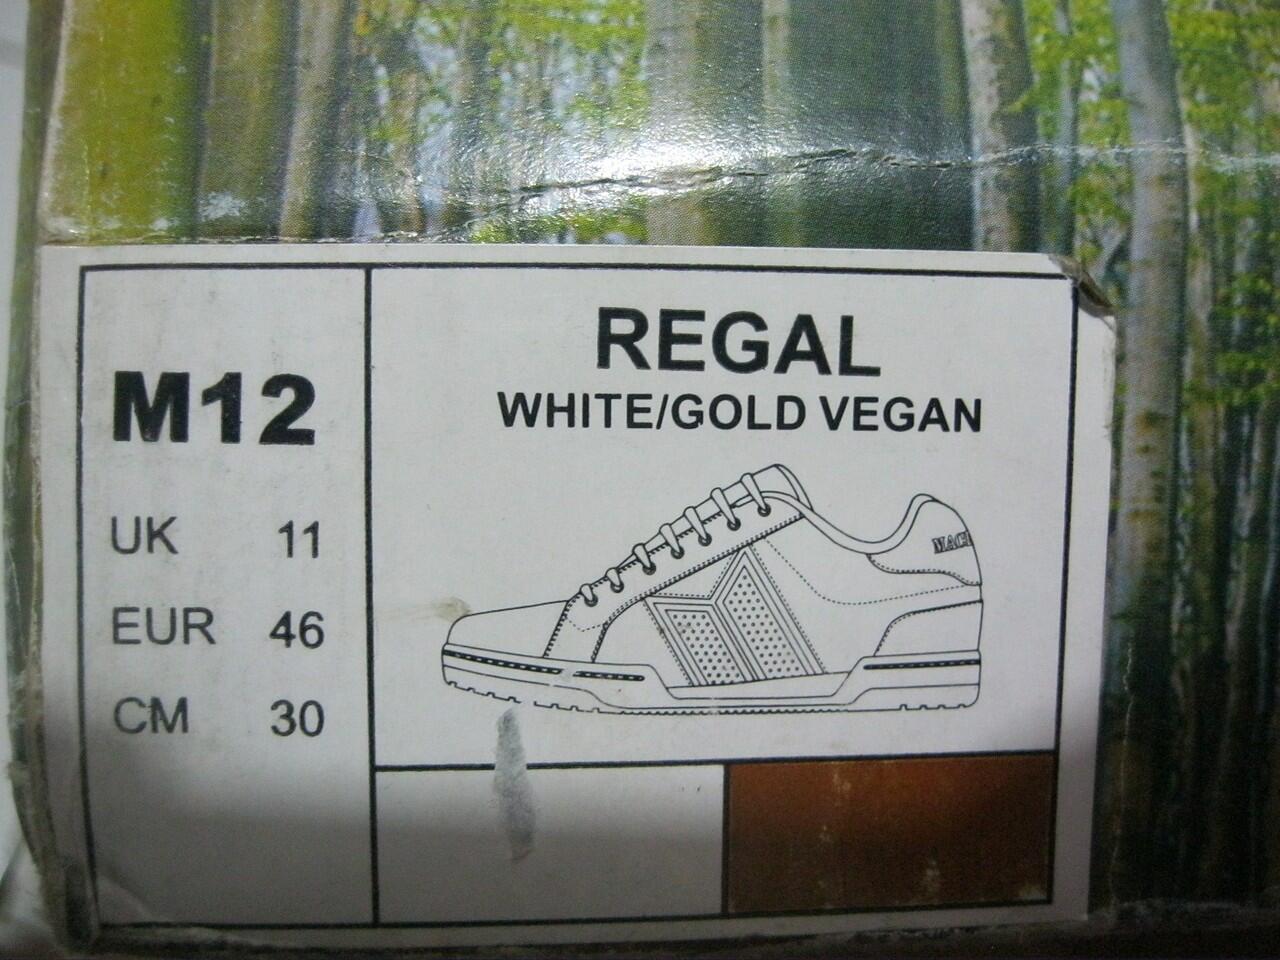 M12
UK 11
EUR 46
CM 30
REGAL
WHITE/GOLD VEGAN